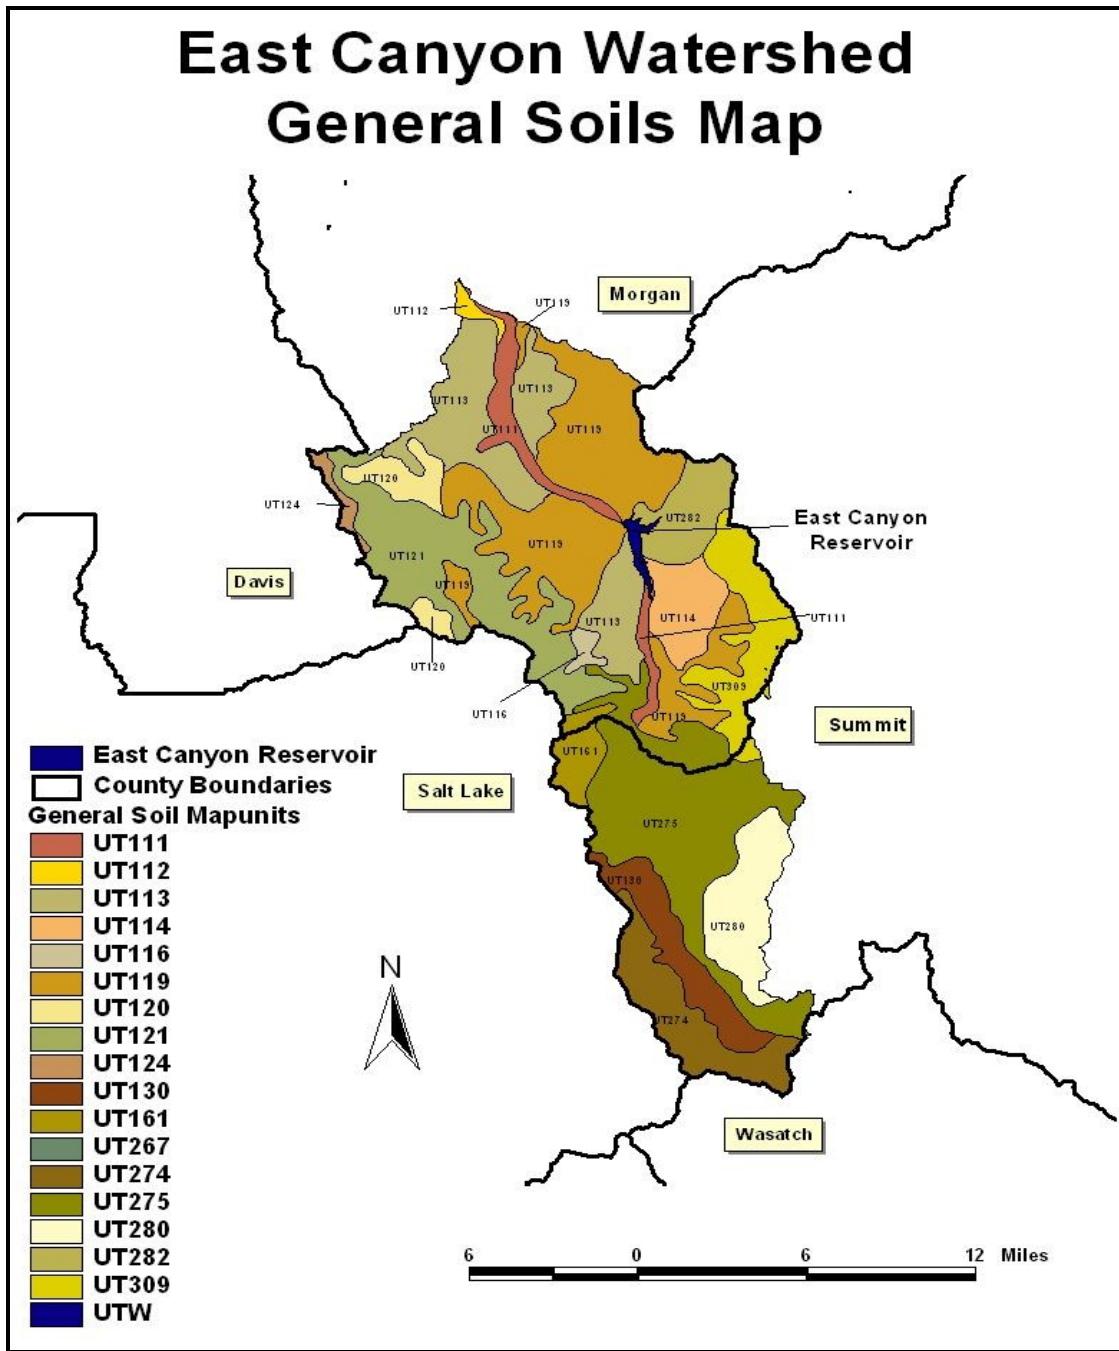 East Canyon Watershed
General Soils Map
Morgan
UT119
UT112
UT113
UT113
UT111
UT119
UT120
UT124
UT282
East Canyon
Reservoir
UT119
UT121
Davis
UT119
UT113
UT114
UT111
UT120
UT309
UT116
UT119
Summit
UT161
Salt Lake
UT275
UT130
UT280
N
UT274
Wasatch
East Canyon Reservoir
County Boundaries
General Soil Mapunits
UT111
UT112
UT113
UT114
UT116
UT119
UT120
UT121
UT124
UT130
UT161
UT267
UT274
UT275
UT280
UT282
UT309
UTW
6 0 6 12 Miles